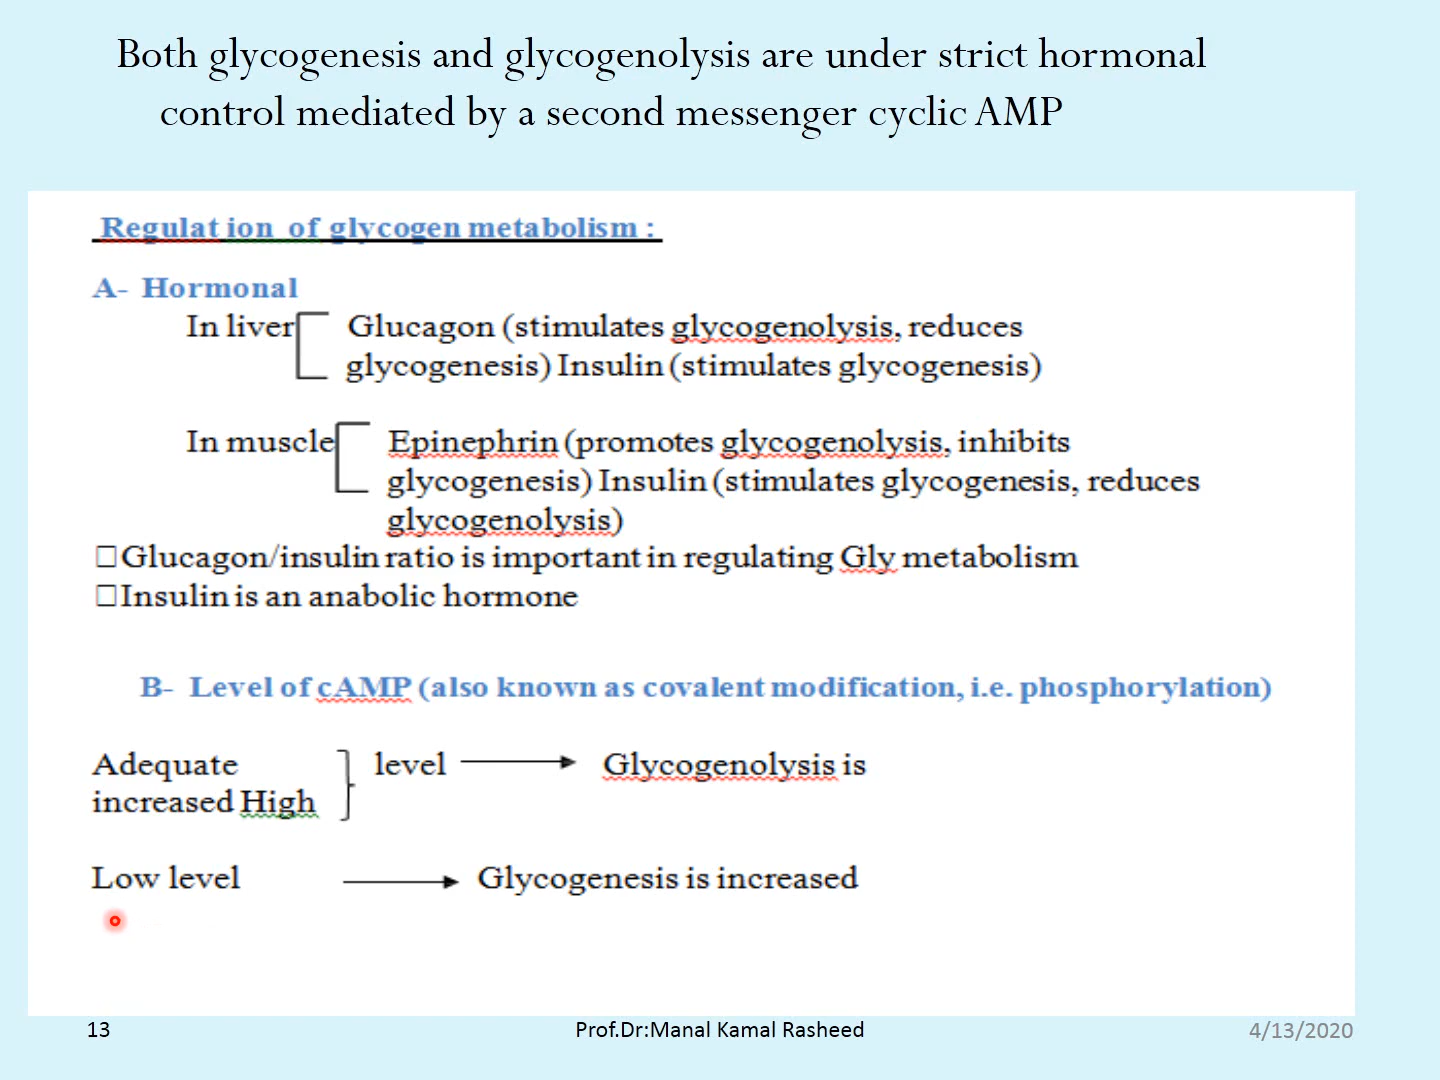 Both glycogenesis and glycogenolysis are under strict hormonal
control mediated by a second messenger cyclic AMP
Regulat ion of glycogen metabolism :
A- Hormonal
In liver Glucagon (stimulates glycogenolysis, reduces
glycogenesis) Insulin (stimulates glycogenesis)
In muscle Epinephrin (promotes glycogenolysis, inhibits
glycogenesis) Insulin (stimulates glycogenesis, reduces
glycogenolysis)
□Glucagon/insulin ratio is important in regulating Gly metabolism
□Insulin is an anabolic hormone
B- Level of cAMP (also known as covalent modification, i.e. phosphorylation)
Adequate level Glycogenolysis is
increased High
Low level Glycogenesis is increased
13 Prof.Dr:Manal Kamal Rasheed 4/13/2020